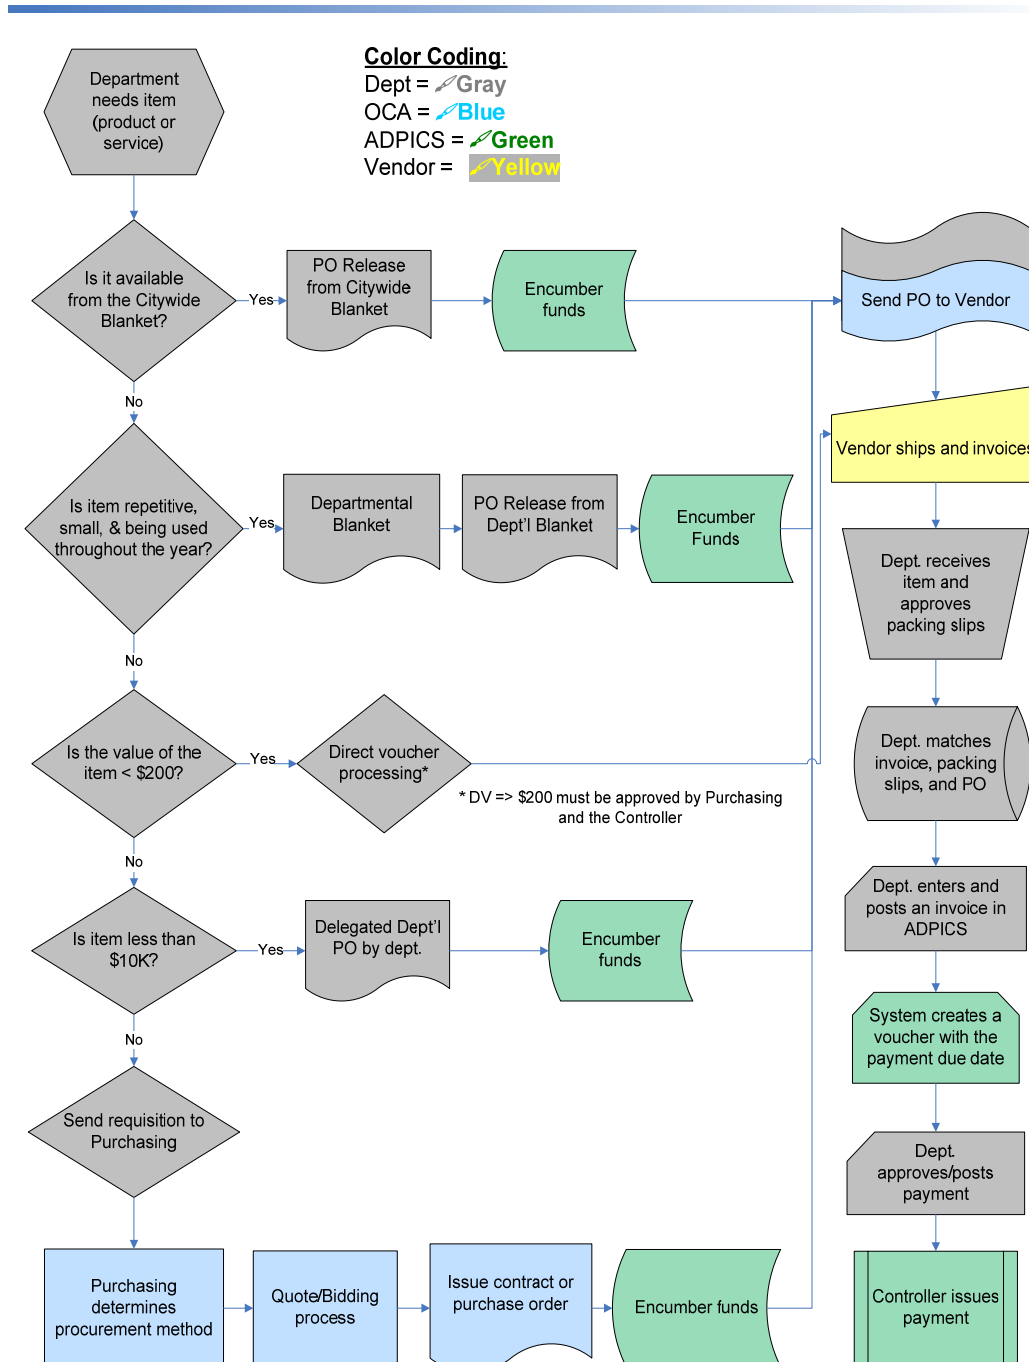 Color Coding:
Dept = Gray
OCA = Blue
ADPICS = Green
Vendor = Yellow
Department
needs item
(product or
service)
Is it available
from the Citywide
Blanket?
Yes
PO Release
from Citywide
Blanket
Encumber
funds
Send PO to Vendor
No
Is item repetitive,
small, & being used
throughout the year?
Yes
Departmental
Blanket
PO Release from
Dept'l Blanket
Encumber
Funds
Vendor ships and invoices
Dept. receives
item and
approves
packing slips
No
Is the value of the
item < $200?
Yes
Direct voucher
processing*
* DV => $200 must be approved by Purchasing
and the Controller
Dept. matches
invoice, packing
slips, and PO
No
Is item less than
$10K?
Yes
Delegated Dept'l
PO by dept.
Encumber
funds
Dept. enters and
posts an invoice in
ADPICS
System creates a
voucher with the
payment due date
No
Send requisition to
Purchasing
Dept.
approves/posts
payment
Purchasing
determines
procurement method
Quote/Bidding
process
Issue contract or
purchase order
Encumber funds
Controller issues
payment